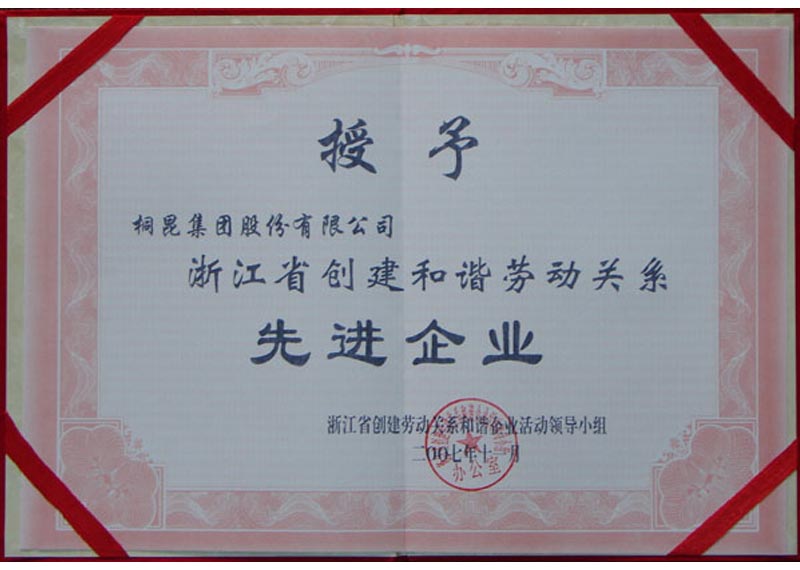 授予
桐昆集团股份有限公司
浙江省创建和谐劳动关系
先进企业
浙江省创建劳动关系和谐企业活动领导小组
二00七年十一月
办公室